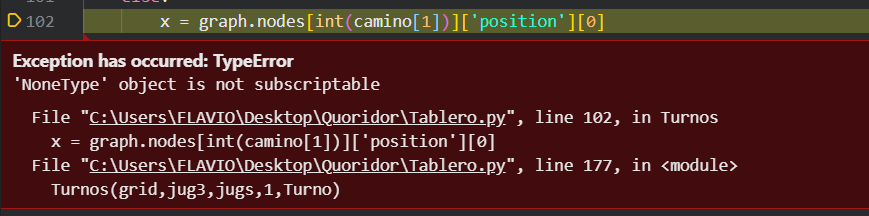 else:
102 x = graph.nodes[int(camino[1])]['position'][0]
Exception has occurred: TypeError
'NoneType' object is not subscriptable
File "C:\Users\FLAVIO\Desktop\Quoridor\Tablero.py", line 102, in Turnos
x = graph.nodes[int(camino[1])]['position'][0]
File "C:\Users\FLAVIO\Desktop\Quoridor\Tablero.py", line 177, in <module>
Turnos(grid,jug3,jugs,1,Turno)